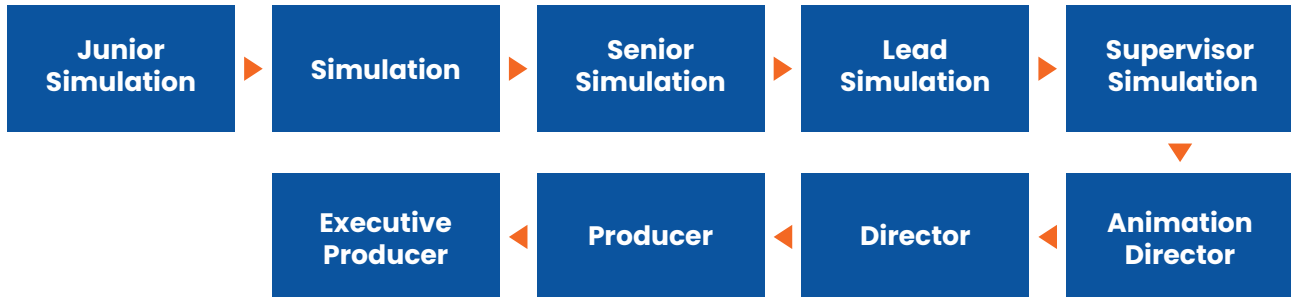 Junior
Simulation
Simulation
Senior
Simulation
Lead
Simulation
Supervisor
Simulation
Animation
Director
Director
Producer
Executive
Producer